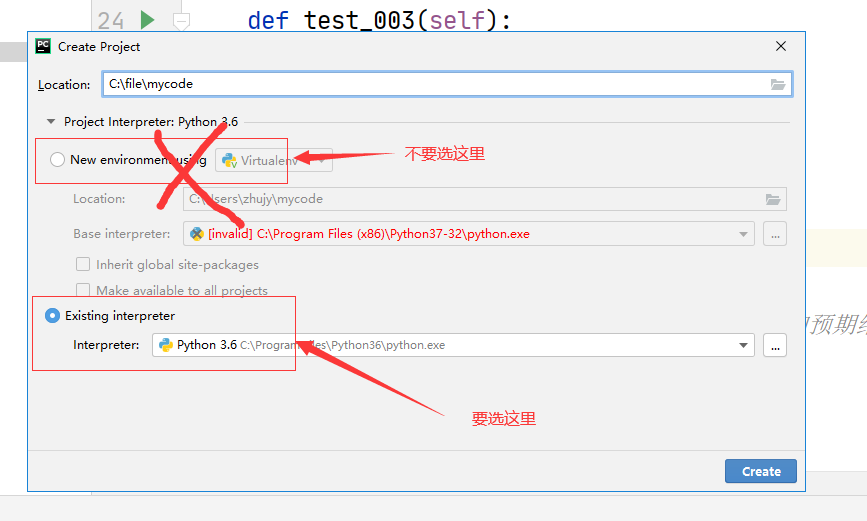 24 def test_003(self):
Create Project
Location: C:\file\mycode
Project Interpreter: Python 3.6
New environment using Virtualenv 不要选这里
Location: C:\Users\zhujy\mycode
Base interpreter: [invalid] C:\Program Files (x86)\Python37-32\python.exe ...
Inherit global site-packages
Make available to all projects
Existing interpreter
预期结
Interpreter: Python 3.6 C:\Program Files\Python36\python.exe ...
要选这里
Create